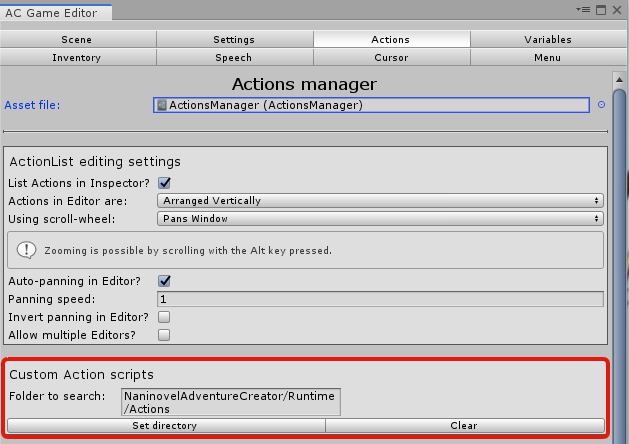 AC Game Editor
Scene Settings Actions Variables
Inventory Speech Cursor Menu
Actions manager
Asset file: ActionsManager (ActionsManager)
ActionList editing settings
List Actions in Inspector?
Actions in Editor are: Arranged Vertically
Using scroll-wheel: Pans Window
Zooming is possible by scrolling with the Alt key pressed.
Auto-panning in Editor?
Panning speed: 1
Invert panning in Editor?
Allow multiple Editors?
Custom Action scripts
Folder to search: NaninovelAdventureCreator/Runtime
/Actions
Set directory Clear